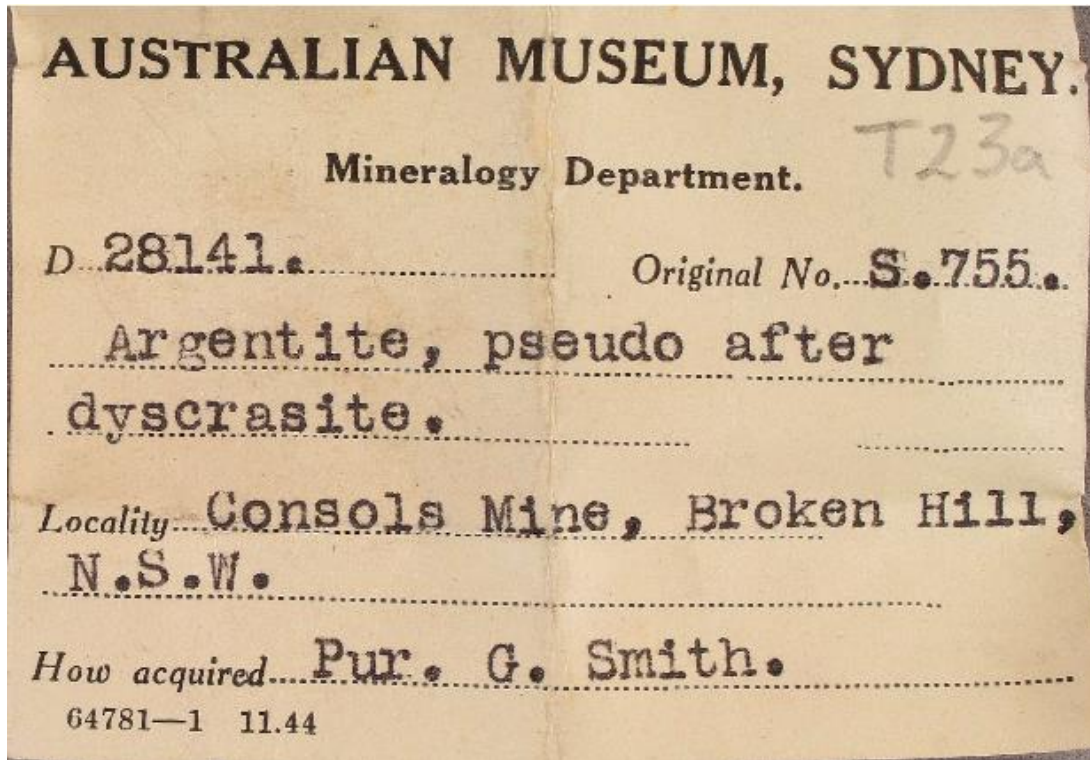 AUSTRALIAN MUSEUM, SYDNEY.
T23a
Mineralogy Department.
D 28141. Original No. S.755.
Argentite, pseudo after
dyscrasite.
Locality Consols Mine, Broken Hill,
N.S.W.
How acquired Pur. G. Smith.
64781—1 11.44